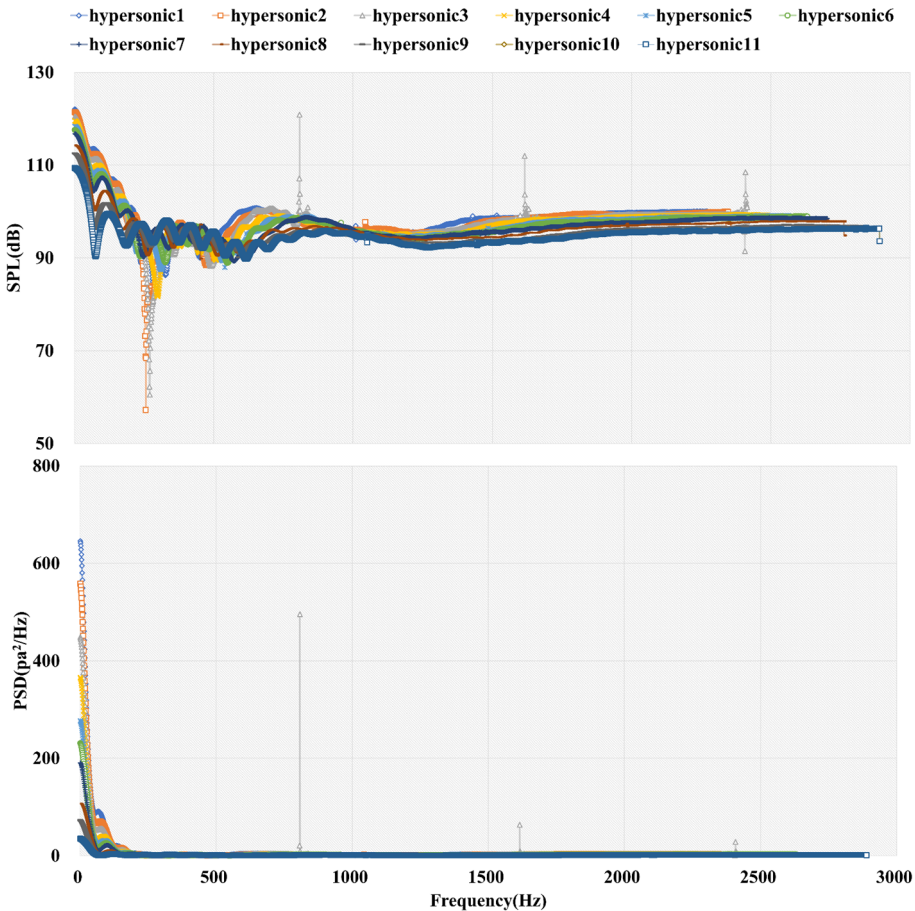 hypersonic1 hypersonic2 hypersonic3 hypersonic4 hypersonic5 hypersonic6
hypersonic7 hypersonic8 hypersonic9 hypersonic10 hypersonic11
130
110
90
70
50
SPL(dB)
800
600
400
200
0
PSD(pa²/Hz)
0 500 1000 1500 2000 2500 3000
Frequency(Hz)